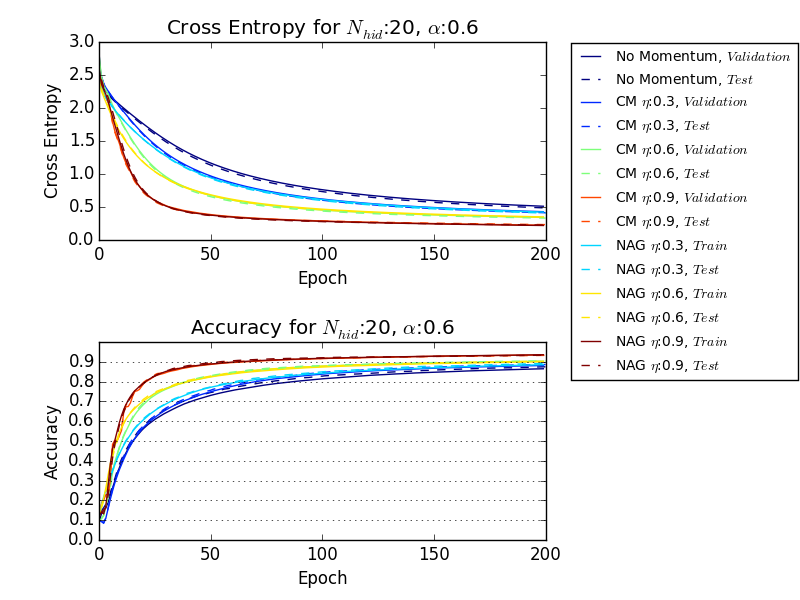 Cross Entropy for N_hid:20, α:0.6
3.0
2.5
2.0
1.5
1.0
0.5
0.0
Cross Entropy
0 50 100 150 200
Epoch
No Momentum, Validation
No Momentum, Test
CM η:0.3, Validation
CM η:0.3, Test
CM η:0.6, Validation
CM η:0.6, Test
CM η:0.9, Validation
CM η:0.9, Test
NAG η:0.3, Train
NAG η:0.3, Test
NAG η:0.6, Train
NAG η:0.6, Test
NAG η:0.9, Train
NAG η:0.9, Test
Accuracy for N_hid:20, α:0.6
0.9
0.8
0.7
0.6
0.5
0.4
0.3
0.2
0.1
0.0
Accuracy
0 50 100 150 200
Epoch